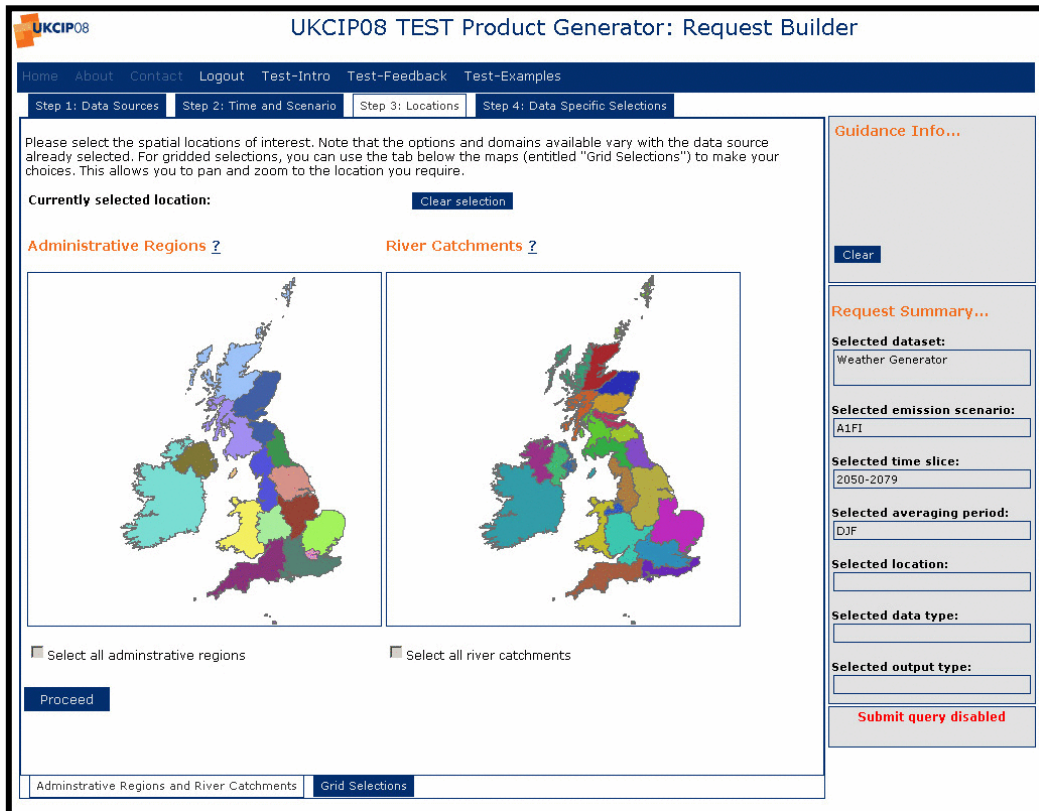 UKCIP08
UKCIP08 TEST Product Generator: Request Builder
Home About Contact Logout Test-Intro Test-Feedback Test-Examples
Step 1: Data Sources Step 2: Time and Scenario Step 3: Locations Step 4: Data Specific Selections
Please select the spatial locations of interest. Note that the options and domains available vary with the data source
already selected. For gridded selections, you can use the tab below the maps (entitled "Grid Selections") to make your
choices. This allows you to pan and zoom to the location you require.
Currently selected location: Clear selection
Administrative Regions ? River Catchments ?
Select all adminstrative regions Select all river catchments
Proceed
Adminstrative Regions and River Catchments Grid Selections
Guidance Info...
Clear
Request Summary...
Selected dataset:
Weather Generator
Selected emission scenario:
A1FI
Selected time slice:
2050-2079
Selected averaging period:
DJF
Selected location:
Selected data type:
Selected output type:
Submit query disabled